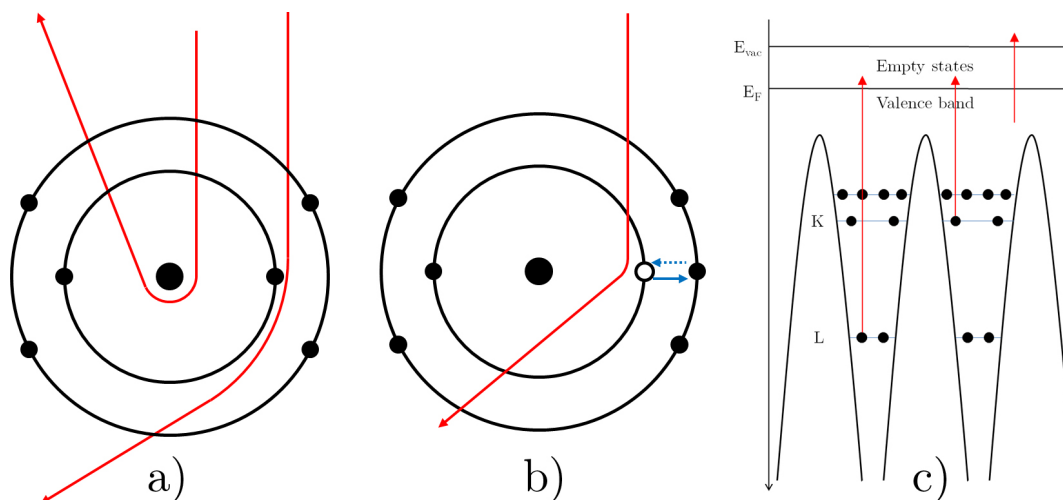 E_vac
Empty states
E_F
Valence band
K
L
a)
b)
c)